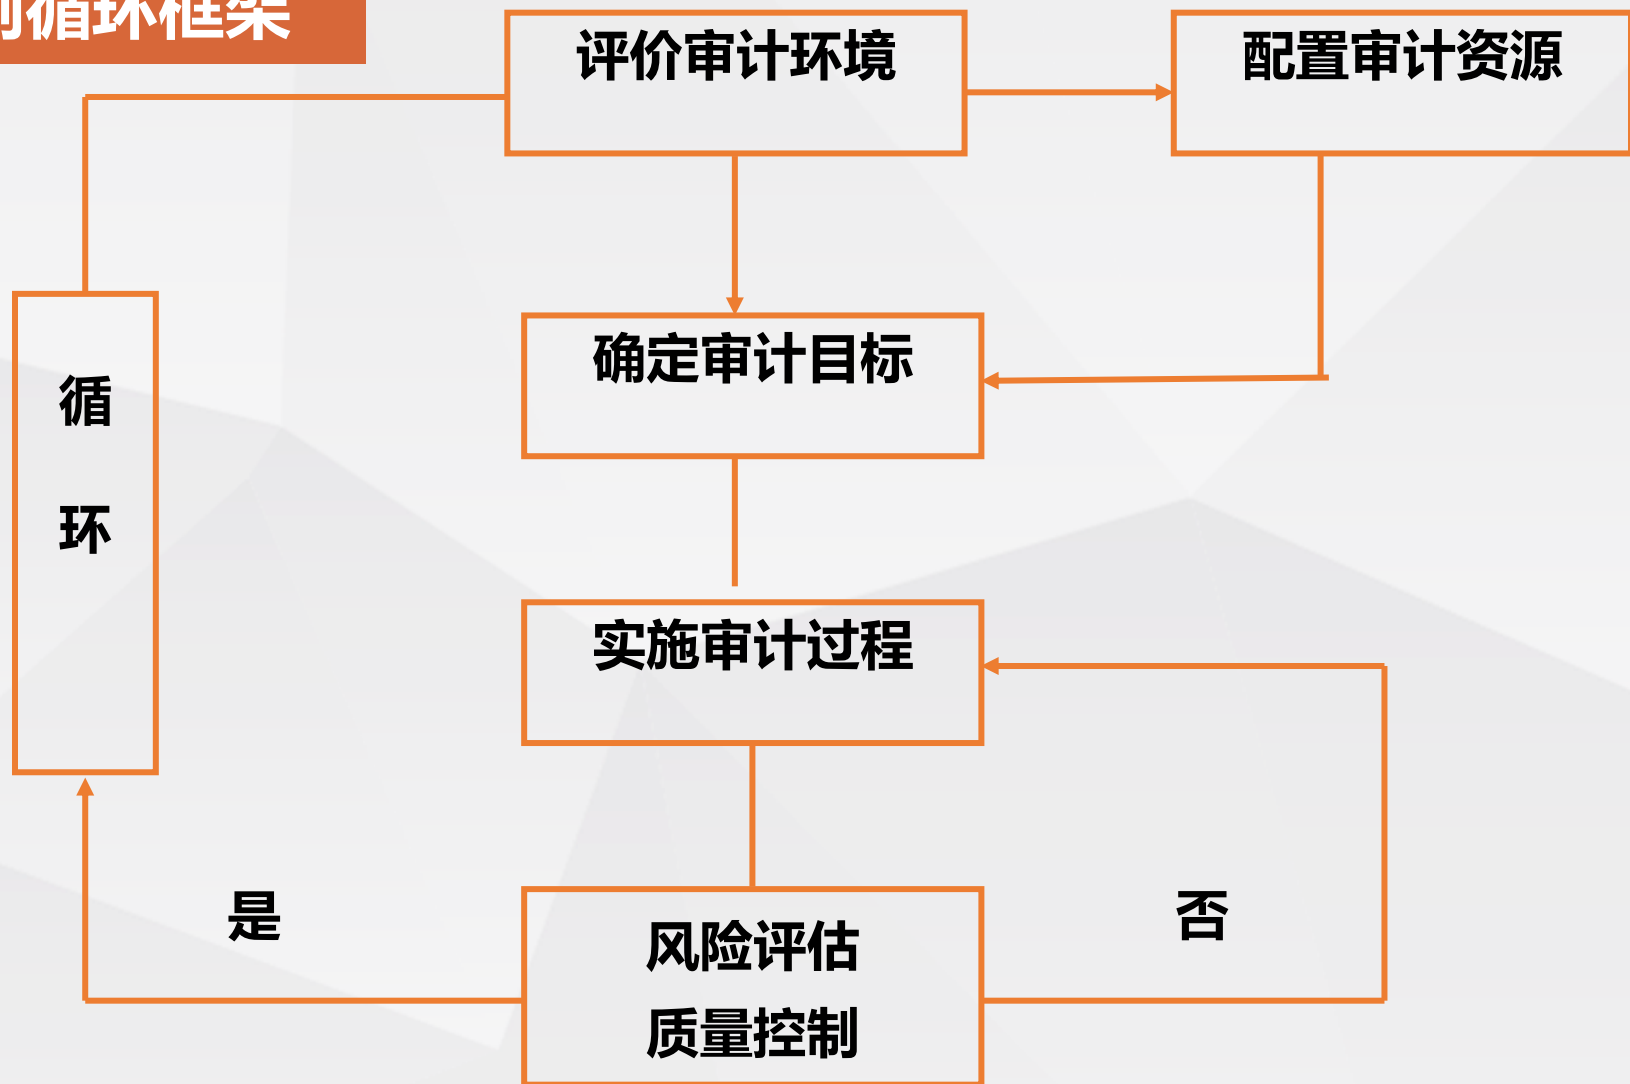 循环框架
评价审计环境
配置审计资源
确定审计目标
循
环
实施审计过程
是
否
风险评估
质量控制